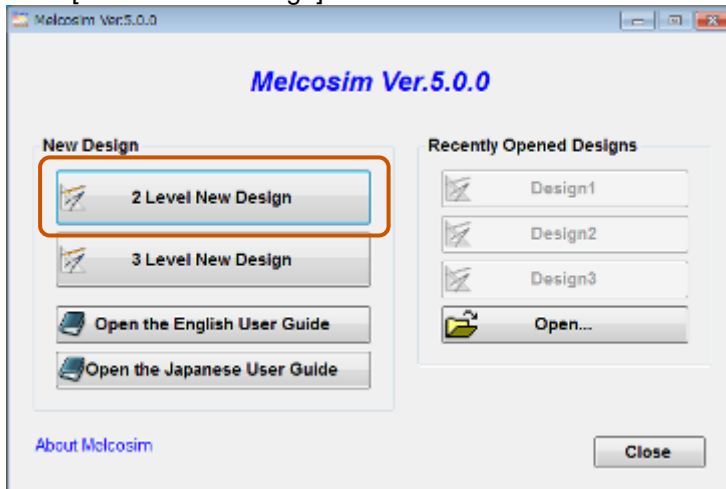 Melcosim Ver.5.0.0
Melcosim Ver.5.0.0
New Design
2 Level New Design
3 Level New Design
Open the English User Guide
Open the Japanese User Guide
Recently Opened Designs
Design1
Design2
Design3
Open...
About Melcosim
Close